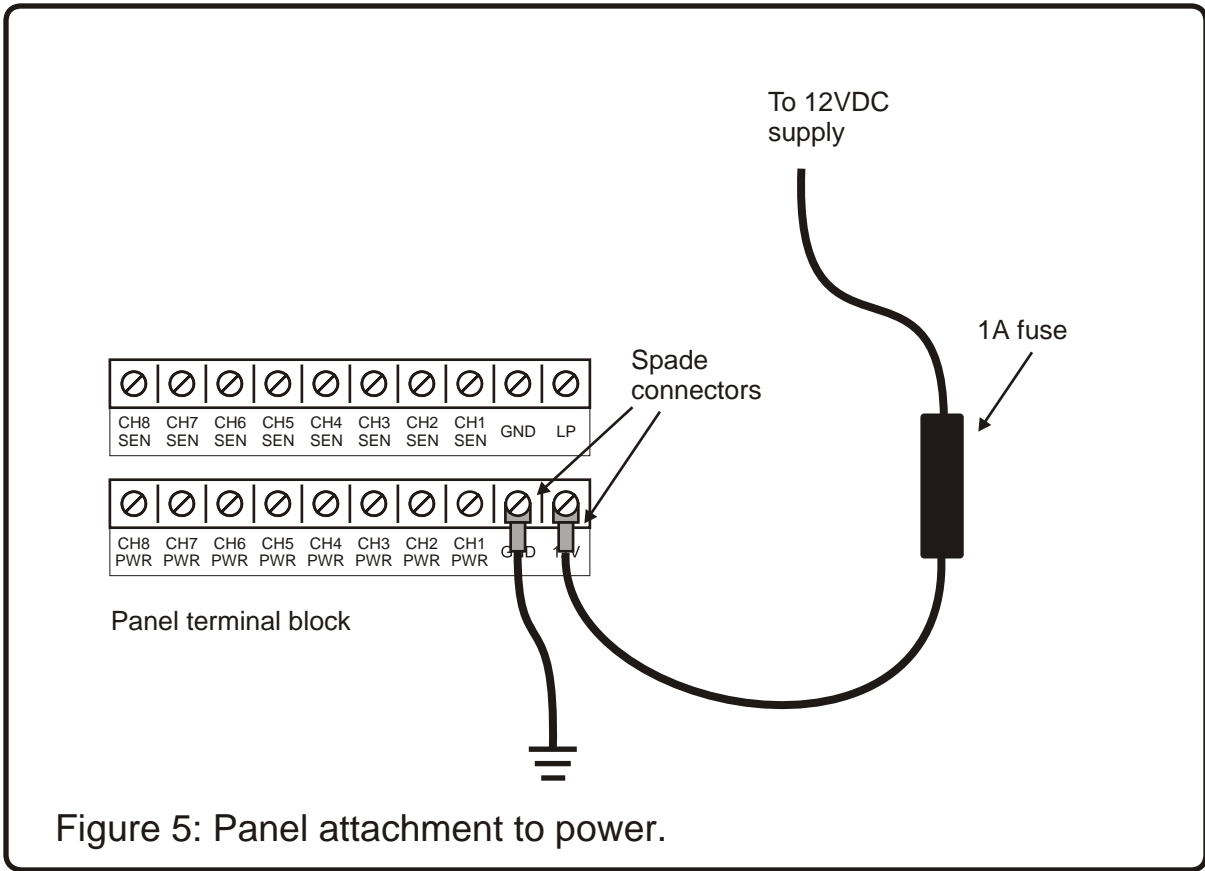 To 12VDC
supply
1A fuse
Spade
connectors
CH8 CH7 CH6 CH5 CH4 CH3 CH2 CH1 GND LP
SEN SEN SEN SEN SEN SEN SEN SEN
CH8 CH7 CH6 CH5 CH4 CH3 CH2 CH1 GND
PWR PWR PWR PWR PWR PWR PWR PWR
Panel terminal block
Figure 5: Panel attachment to power.